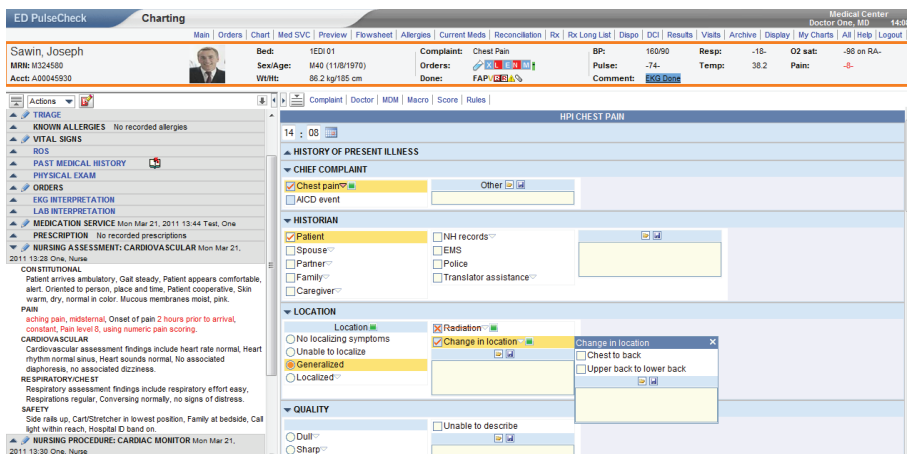 ED PulseCheck Charting Medical Center
Doctor One, MD 14:08
Main | Orders | Chart | Med SVC | Preview | Flowsheet | Allergies | Current Meds | Reconciliation | Rx | Rx Long List | Dispo | DCI | Results | Visits | Archive | Display | My Charts | All | Help | Logout
Sawin, Joseph Bed: 1EDI 01 Complaint: Chest Pain BP: 160/90 Resp: -18- O2 sat: -98 on RA-
MRN: M324580 Sex/Age: M40 (11/8/1970) Orders: X L E N M Pulse: -74- Temp: 38.2 Pain: -8-
Acct: A00045930 Wt/Ht: 86.2 kg/185 cm Done: FAPVRR Comment: EKG Done
Actions Complaint | Doctor | MDM | Macro | Score | Rules |
TRIAGE
KNOWN ALLERGIES No recorded allergies
VITAL SIGNS
ROS
PAST MEDICAL HISTORY
PHYSICAL EXAM
ORDERS
EKG INTERPRETATION
LAB INTERPRETATION
MEDICATION SERVICE Mon Mar 21, 2011 13:44 Test, One
PRESCRIPTION No recorded prescriptions
NURSING ASSESSMENT: CARDIOVASCULAR Mon Mar 21,
2011 13:28 One, Nurse
CONSTITUTIONAL
Patient arrives ambulatory, Gait steady, Patient appears comfortable,
alert. Oriented to person, place and time, Patient cooperative, Skin
warm, dry, normal in color. Mucous membranes moist, pink.
PAIN
aching pain, midsternal, Onset of pain 2 hours prior to arrival,
constant, Pain level 8, using numeric pain scoring.
CARDIOVASCULAR
Cardiovascular assessment findings include heart rate normal, Heart
rhythm normal sinus, Heart sounds normal, No associated
diaphoresis, no associated dizziness.
RESPIRATORY/CHEST
Respiratory assessment findings include respiratory effort easy,
Respirations regular, Conversing normally, no signs of distress.
SAFETY
Side rails up, Cart/Stretcher in lowest position, Family at bedside, Call
light within reach, Hospital ID band on.
NURSING PROCEDURE: CARDIAC MONITOR Mon Mar 21,
2011 13:30 One, Nurse
HPI CHEST PAIN
14 : 08
HISTORY OF PRESENT ILLNESS
CHIEF COMPLAINT
Chest pain Other
AICD event
HISTORIAN
Patient NH records
Spouse EMS
Partner Police
Family Translator assistance
Caregiver
LOCATION
Location Radiation
No localizing symptoms Change in location Change in location X
Unable to localize Chest to back
Generalized Upper back to lower back
Localized
QUALITY
Unable to describe
Dull
Sharp